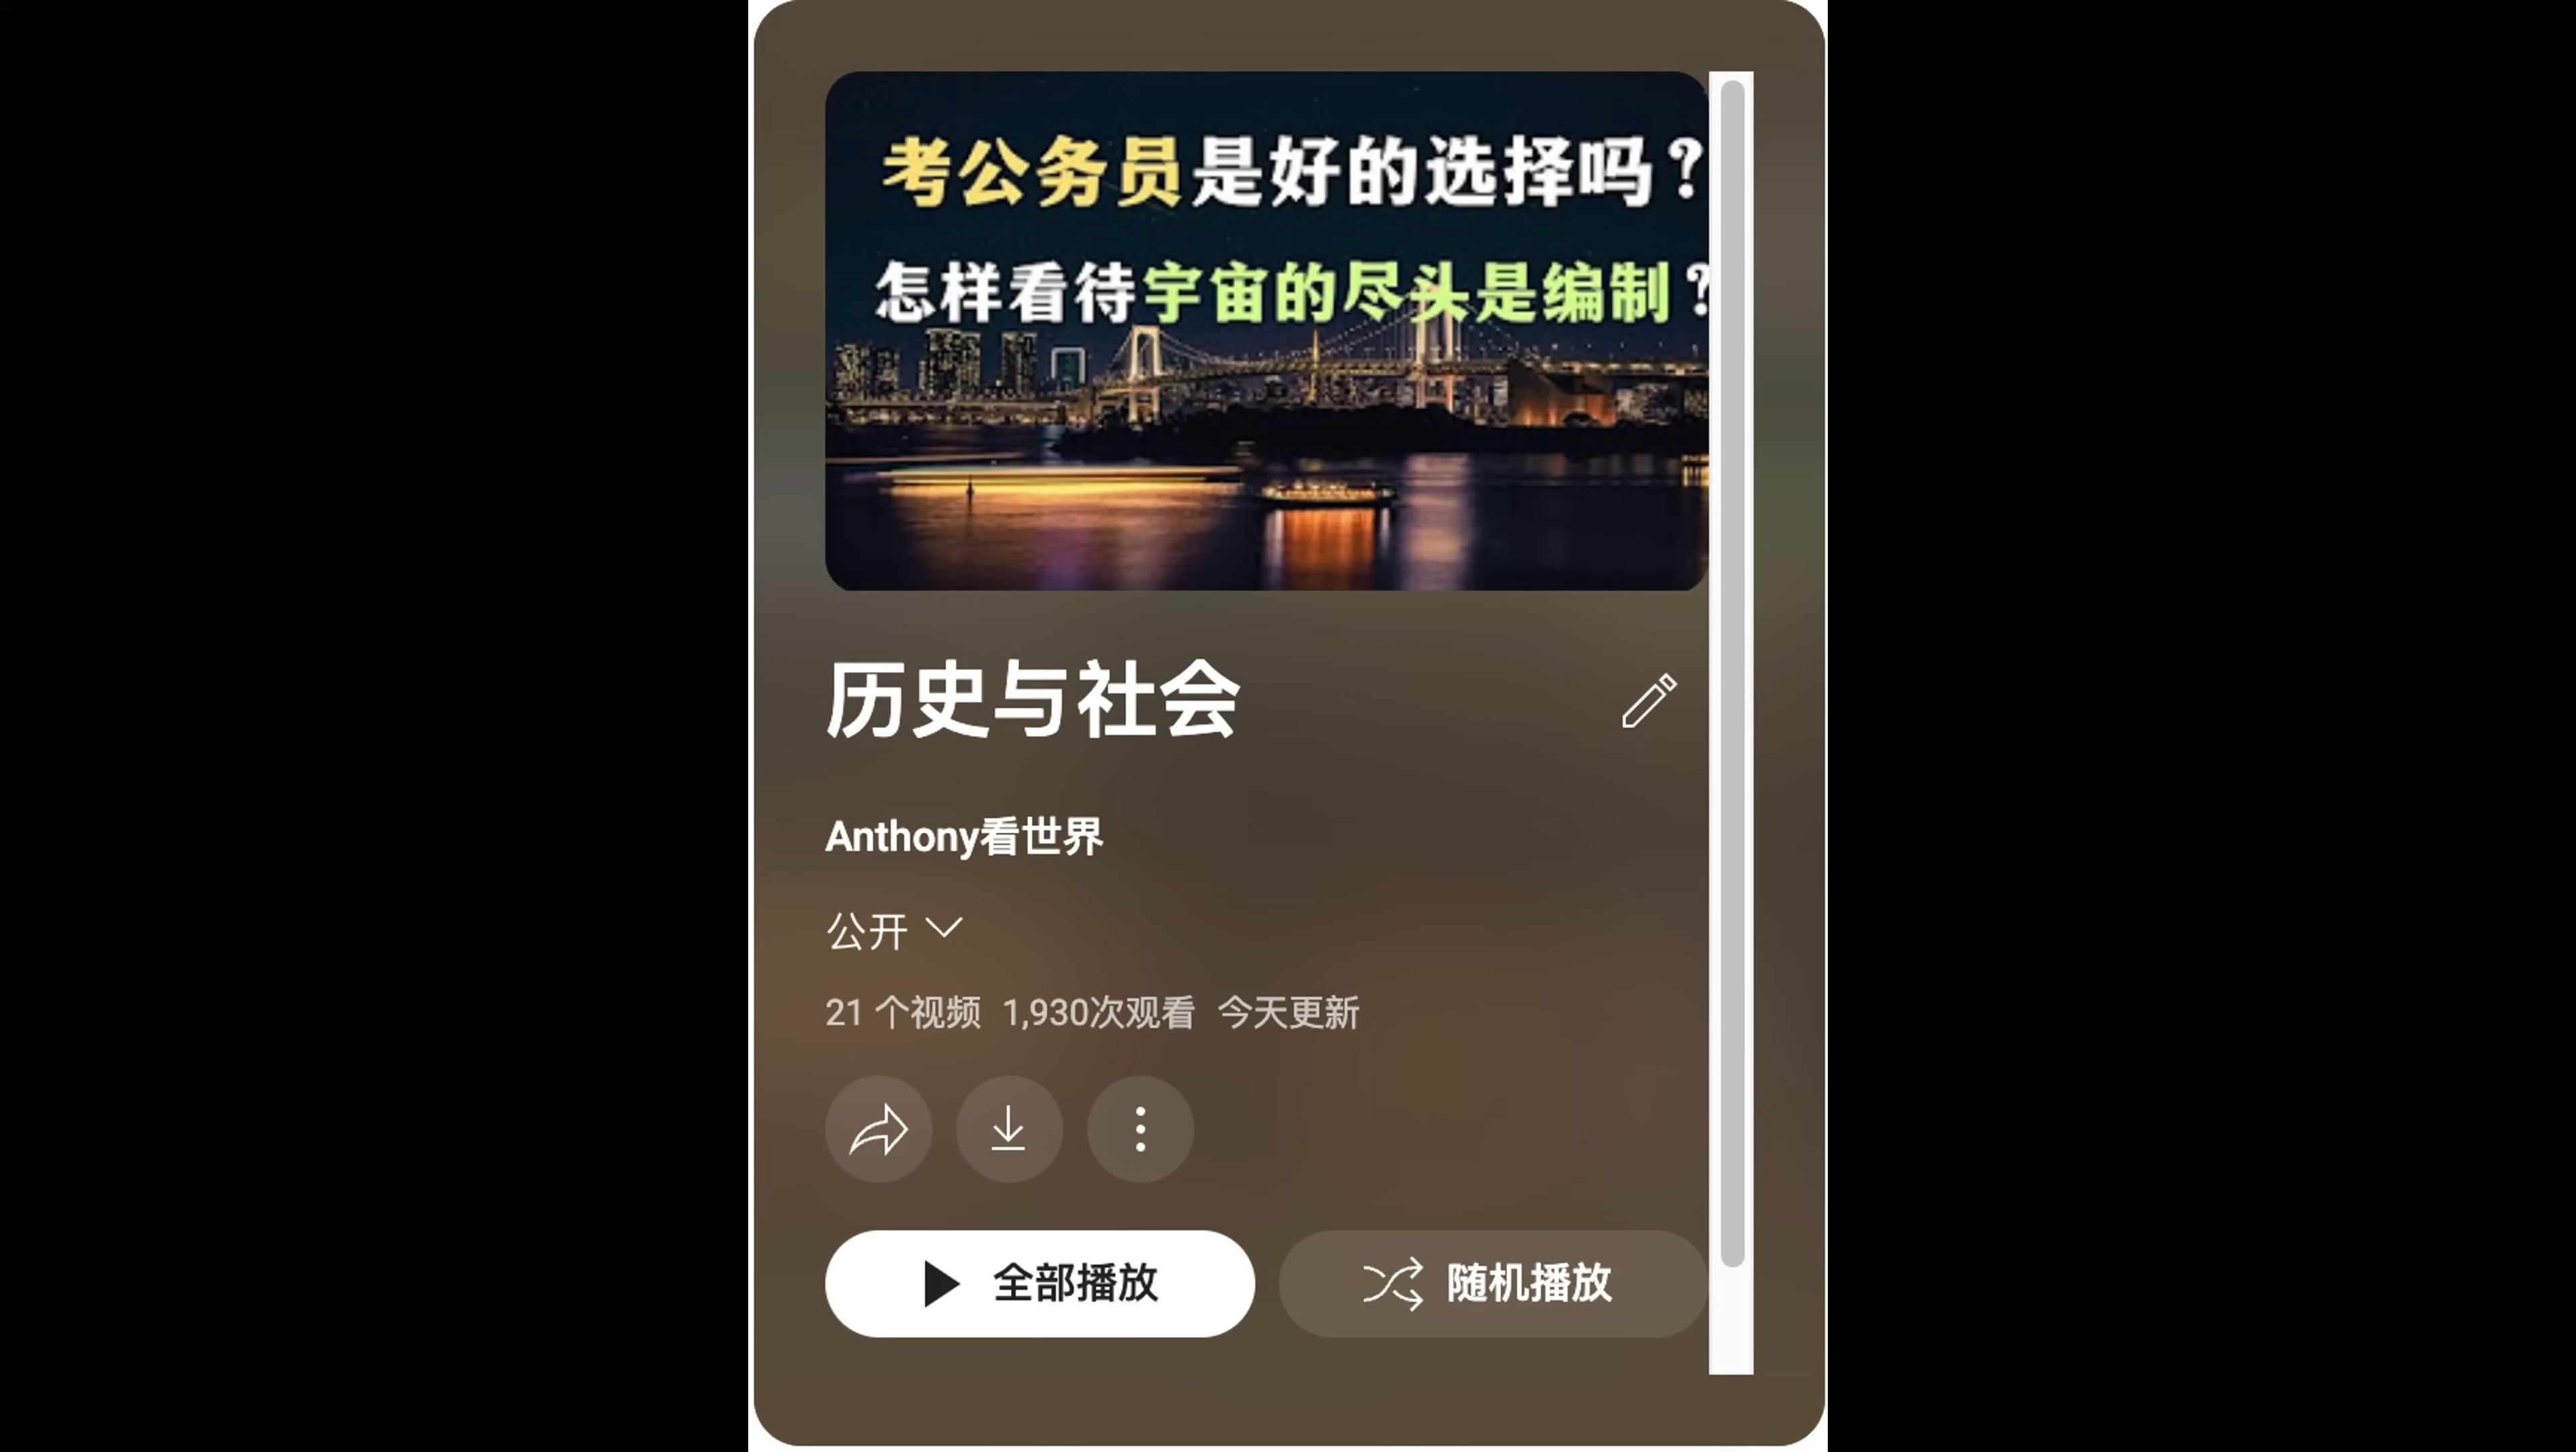 考公务员是好的选择吗?
怎样看待宇宙的尽头是编制?
历史与社会
Anthony看世界
公开
21 个视频 1,930次观看 今天更新
全部播放
随机播放